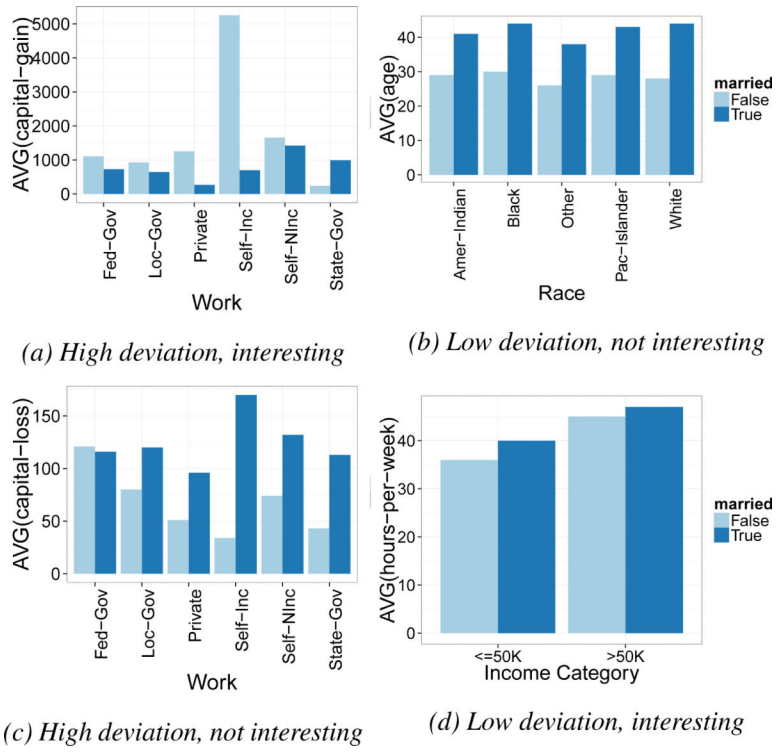 AVG(capital-gain)
5000
4000
3000
2000
1000
0
Fed-Gov
Loc-Gov
Private
Self-Inc
Self-NInc
State-Gov
Work
(a) High deviation, interesting
AVG(age)
40
30
20
10
0
Amer-Indian
Black
Other
Pac-Islander
White
Race
married
False
True
(b) Low deviation, not interesting
AVG(capital-loss)
150
100
50
0
Fed-Gov
Loc-Gov
Private
Self-Inc
Self-NInc
State-Gov
Work
(c) High deviation, not interesting
AVG(hours-per-week)
40
30
20
10
0
<=50K
>50K
Income Category
married
False
True
(d) Low deviation, interesting